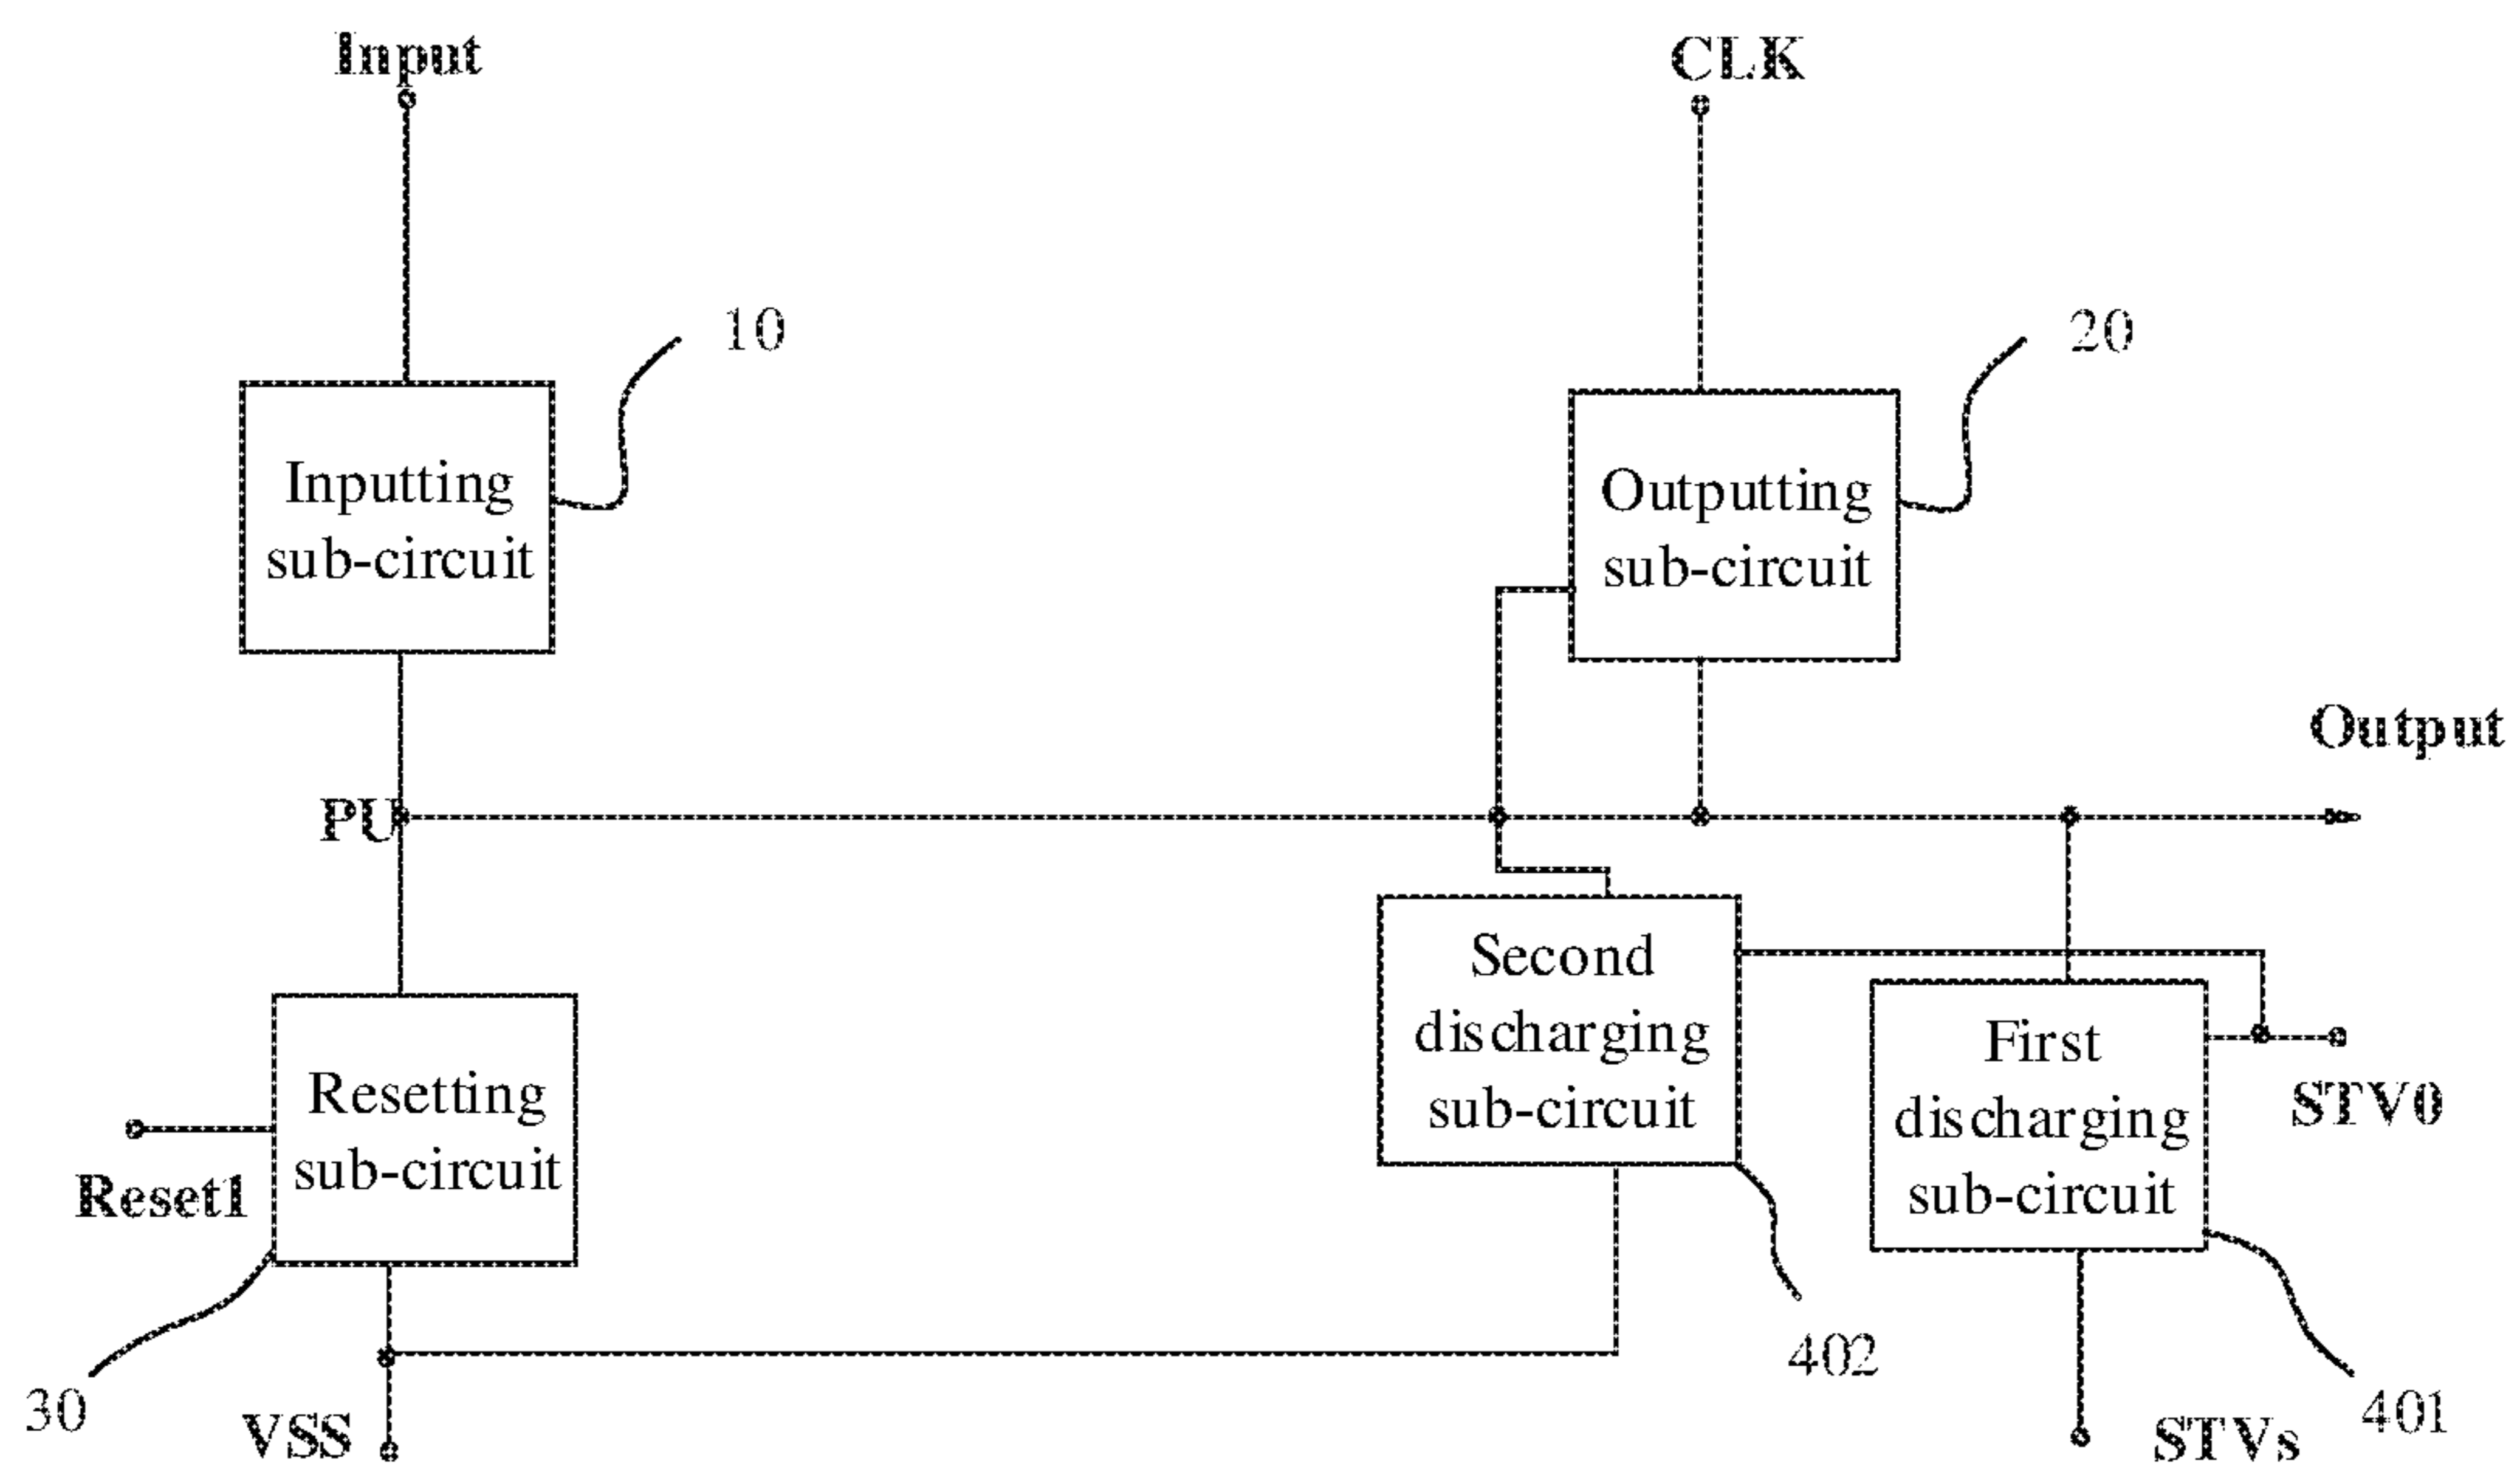 Input
CLK
10
20
Inputting
sub-circuit
Outputting
sub-circuit
Output
PU
Second
discharging
sub-circuit
First
discharging
sub-circuit
STV0
Resetting
sub-circuit
Reset1
30
VSS
402
401
STVs